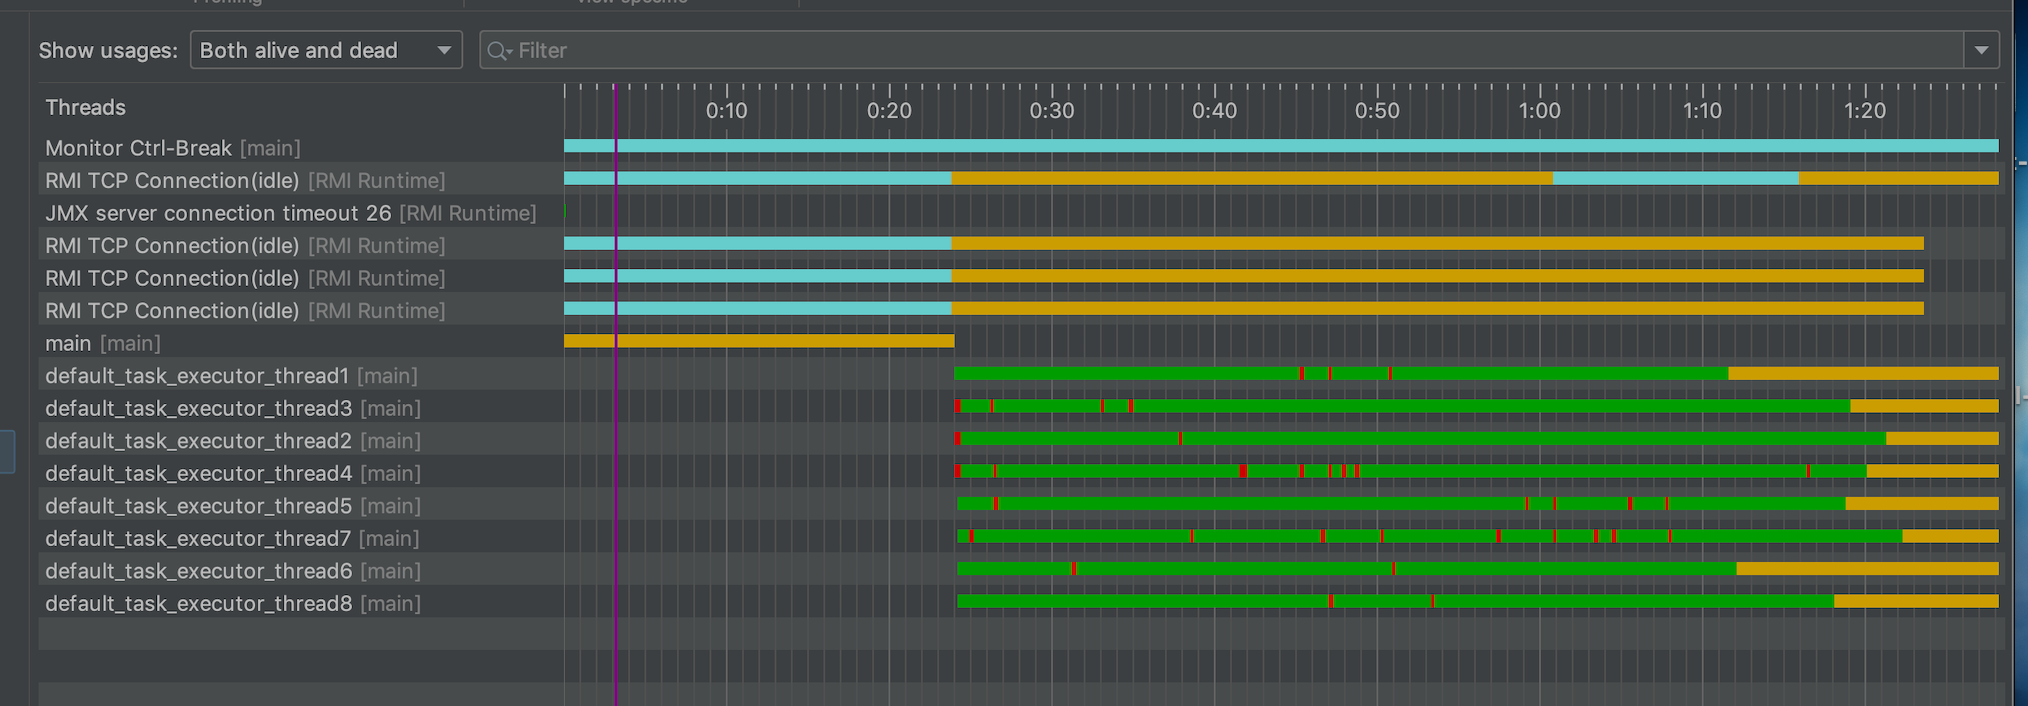 Profiling View specific
Show usages: Both alive and dead Filter
Threads 0:10 0:20 0:30 0:40 0:50 1:00 1:10 1:20
Monitor Ctrl-Break [main]
RMI TCP Connection(idle) [RMI Runtime]
JMX server connection timeout 26 [RMI Runtime]
RMI TCP Connection(idle) [RMI Runtime]
RMI TCP Connection(idle) [RMI Runtime]
RMI TCP Connection(idle) [RMI Runtime]
main [main]
default_task_executor_thread1 [main]
default_task_executor_thread3 [main]
default_task_executor_thread2 [main]
default_task_executor_thread4 [main]
default_task_executor_thread5 [main]
default_task_executor_thread7 [main]
default_task_executor_thread6 [main]
default_task_executor_thread8 [main]